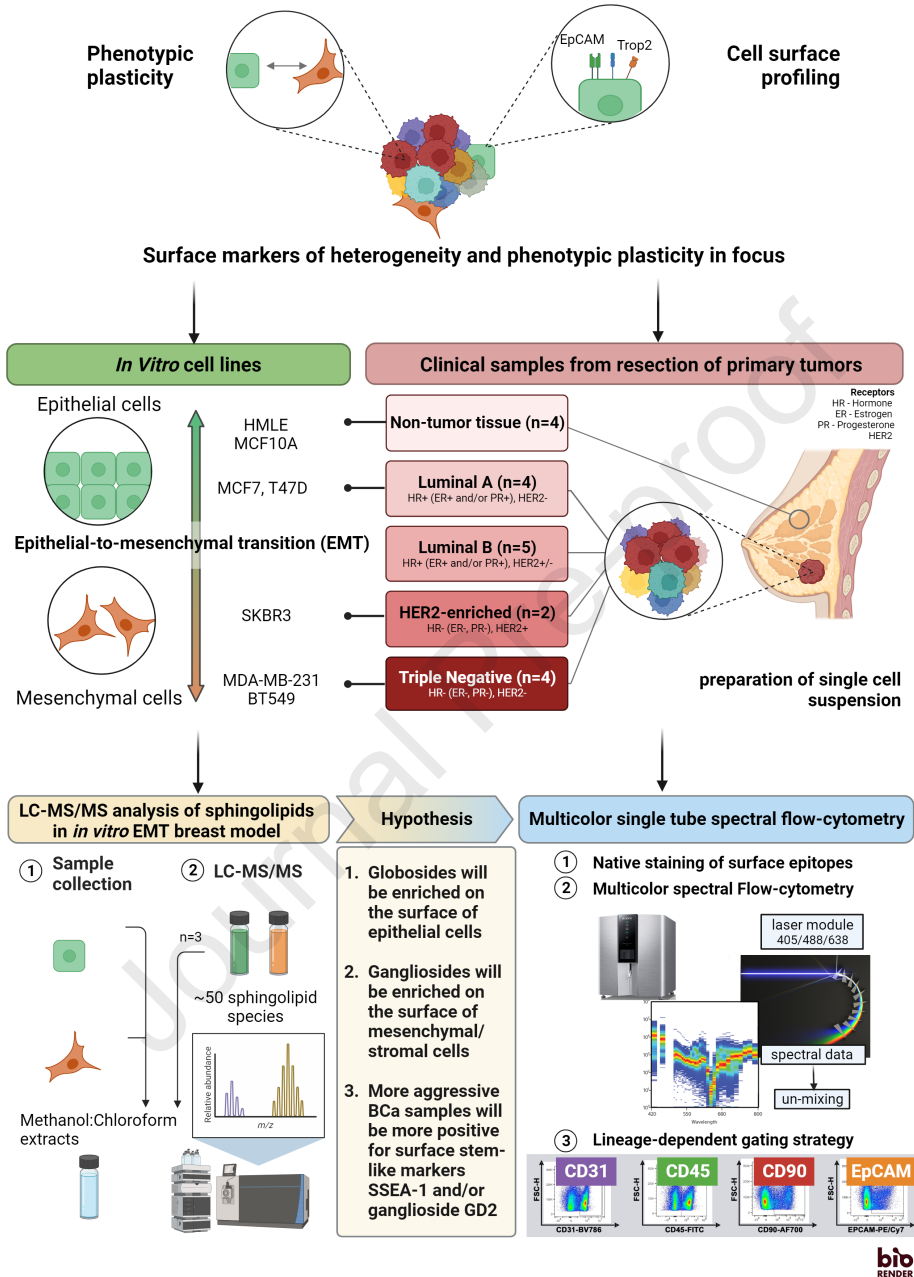 Phenotypic
plasticity
EpCAM
Trop2
Cell surface
profiling
Surface markers of heterogeneity and phenotypic plasticity in focus
In Vitro cell lines
Clinical samples from resection of primary tumors
Epithelial cells
HMLE
MCF10A
MCF7, T47D
Epithelial-to-mesenchymal transition (EMT)
SKBR3
MDA-MB-231
BT549
Mesenchymal cells
Non-tumor tissue (n=4)
Luminal A (n=4)
HR+ (ER+ and/or PR+), HER2-
Luminal B (n=5)
HR+ (ER+ and/or PR+), HER2+/-
HER2-enriched (n=2)
HR- (ER-, PR-), HER2+
Triple Negative (n=4)
HR- (ER-, PR-), HER2-
Receptors
HR - Hormone
ER - Estrogen
PR - Progesterone
HER2
preparation of single cell
suspension
Journal Pre-proof
LC-MS/MS analysis of sphingolipids
in in vitro EMT breast model
1 Sample
collection
2 LC-MS/MS
n=3
~50 sphingolipid
species
Relative abundance
m/z
Methanol:Chloroform
extracts
Hypothesis
1. Globosides will
be enriched on
the surface of
epithelial cells
2. Gangliosides will
be enriched on
the surface of
mesenchymal/
stromal cells
3. More aggressive
BCa samples will
be more positive
for surface stem-
like markers
SSEA-1 and/or
ganglioside GD2
Multicolor single tube spectral flow-cytometry
1 Native staining of surface epitopes
2 Multicolor spectral Flow-cytometry
laser module
405/488/638
spectral data
un-mixing
420
550
680
800
Wavelength
3 Lineage-dependent gating strategy
CD31
FSC-H
CD31-BV786
CD45
FSC-H
CD45-FITC
CD90
FSC-H
CD90-AF700
EpCAM
FSC-H
EPCAM-PE/Cy7
bio
RENDER